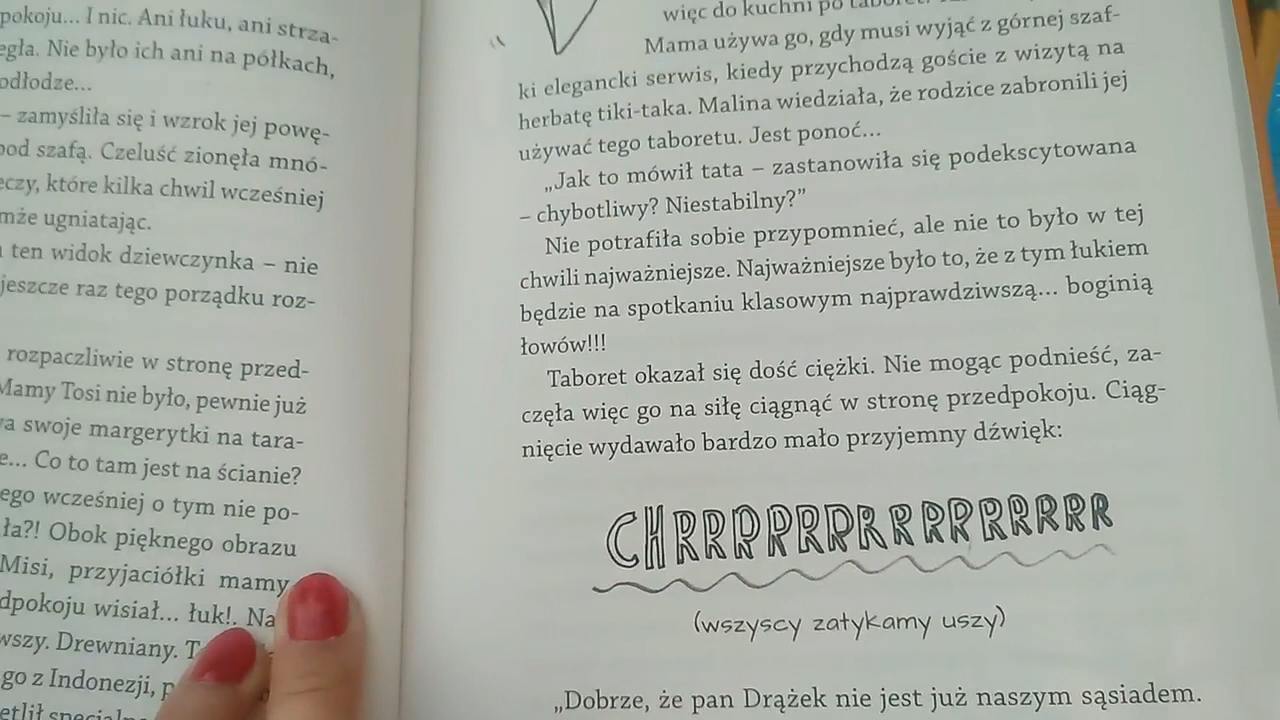 pokoju... I nic. Ani łuku, ani strza-
egła. Nie było ich ani na półkach,
odłodze...
– zamyśliła się i wzrok jej powę-
pod szafą. Czeluść zionęła mnó-
eczy, które kilka chwil wcześniej
mże ugniatając.
ten widok dziewczynka – nie
jeszcze raz tego porządku roz-
rozpaczliwie w stronę przed-
Mamy Tosi nie było, pewnie już
wa swoje margerytki na tara-
e... Co to tam jest na ścianie?
ego wcześniej o tym nie po-
ła?! Obok pięknego obrazu
Misi, przyjaciółki mamy
dpokoju wisiał... łuk!. Na
wszy. Drewniany.
go z Indonezji,
więc do kuchni po
Mama używa go, gdy musi wyjąć z górnej szaf-
ki elegancki serwis, kiedy przychodzą goście z wizytą na
herbatę tiki-taka. Malina wiedziała, że rodzice zabronili jej
używać tego taboretu. Jest ponoć...
„Jak to mówił tata – zastanowiła się podekscytowana
– chybotliwy? Niestabilny?”
Nie potrafiła sobie przypomnieć, ale nie to było w tej
chwili najważniejsze. Najważniejsze było to, że z tym łukiem
będzie na spotkaniu klasowym najprawdziwszą... boginią
łowów!!!
Taboret okazał się dość ciężki. Nie mogąc podnieść, za-
częła więc go na siłę ciągnąć w stronę przedpokoju. Ciąg-
nięcie wydawało bardzo mało przyjemny dźwięk:
CHRRRRRRRRRRRRRRR
(wszyscy zatykamy uszy)
„Dobrze, że pan Drążek nie jest już naszym sąsiadem.